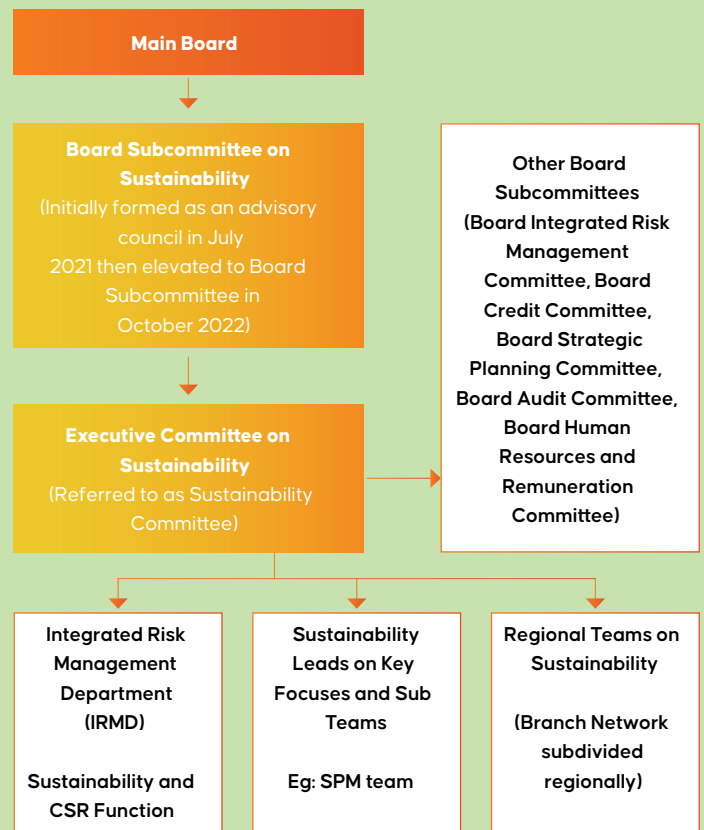 Main Board
Board Subcommittee on
Sustainability
(Initially formed as an advisory
council in July
2021 then elevated to Board
Subcommittee in
October 2022)
Executive Committee on
Sustainability
(Referred to as Sustainability
Committee)
Other Board
Subcommittees
(Board Integrated Risk
Management
Committee, Board
Credit Committee,
Board Strategic
Planning Committee,
Board Audit Committee,
Board Human
Resources and
Remuneration
Committee)
Integrated Risk
Management
Department
(IRMD)
Sustainability and
CSR Function
Sustainability
Leads on Key
Focuses and Sub
Teams
Eg: SPM team
Regional Teams on
Sustainability
(Branch Network
subdivided
regionally)